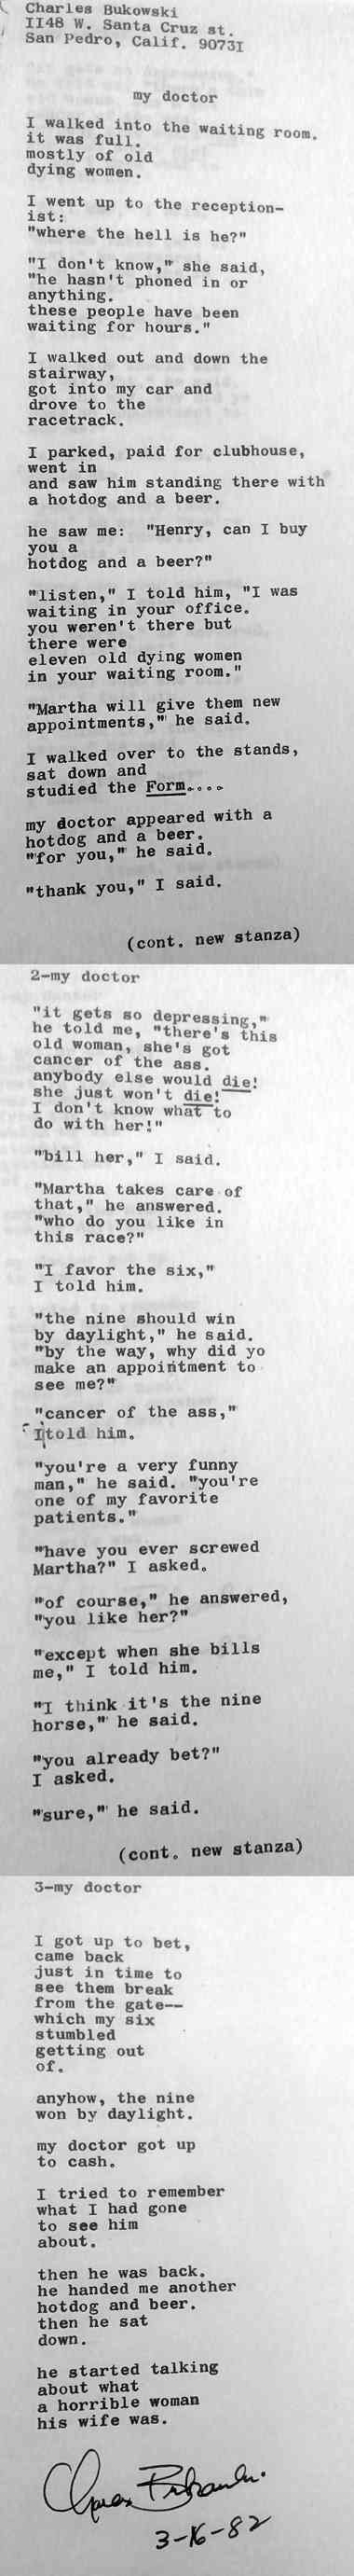 Charles Bukowski
II48 W. Santa Cruz st.
San Pedro, Calif. 9073I
my doctor
I walked into the waiting room.
it was full.
mostly of old
dying women.
I went up to the reception-
ist:
"where the hell is he?"
"I don't know," she said,
"he hasn't phoned in or
anything.
these people have been
waiting for hours."
I walked out and down the
stairway,
got into my car and
drove to the
racetrack.
I parked, paid for clubhouse,
went in
and saw him standing there with
a hotdog and a beer.
he saw me: "Henry, can I buy
you a
hotdog and a beer?"
"listen," I told him, "I was
waiting in your office.
you weren't there but
there were
eleven old dying women
in your waiting room."
"Martha will give them new
appointments," he said.
I walked over to the stands,
sat down and
studied the Form....
my doctor appeared with a
hotdog and a beer.
"for you," he said.
"thank you," I said.
(cont. new stanza)
2-my doctor
"it gets so depressing,"
he told me, "there's this
old woman, she's got
cancer of the ass.
anybody else would die!
she just won't die!
I don't know what to
do with her!"
"bill her," I said.
"Martha takes care of
that," he answered.
"who do you like in
this race?"
"I favor the six,"
I told him.
"the nine should win
by daylight," he said.
"by the way, why did yo
make an appointment to
see me?"
"cancer of the ass,"
I told him.
"you're a very funny
man," he said. "you're
one of my favorite
patients."
"have you ever screwed
Martha?" I asked.
"of course," he answered,
"you like her?"
"except when she bills
me," I told him.
"I think it's the nine
horse," he said.
"you already bet?"
I asked.
"sure," he said.
(cont. new stanza)
3-my doctor
I got up to bet,
came back
just in time to
see them break
from the gate--
which my six
stumbled
getting out
of.
anyhow, the nine
won by daylight.
my doctor got up
to cash.
I tried to remember
what I had gone
to see him
about.
then he was back.
he handed me another
hotdog and beer.
then he sat
down.
he started talking
about what
a horrible woman
his wife was.
Charles Bukowski
3-16-82